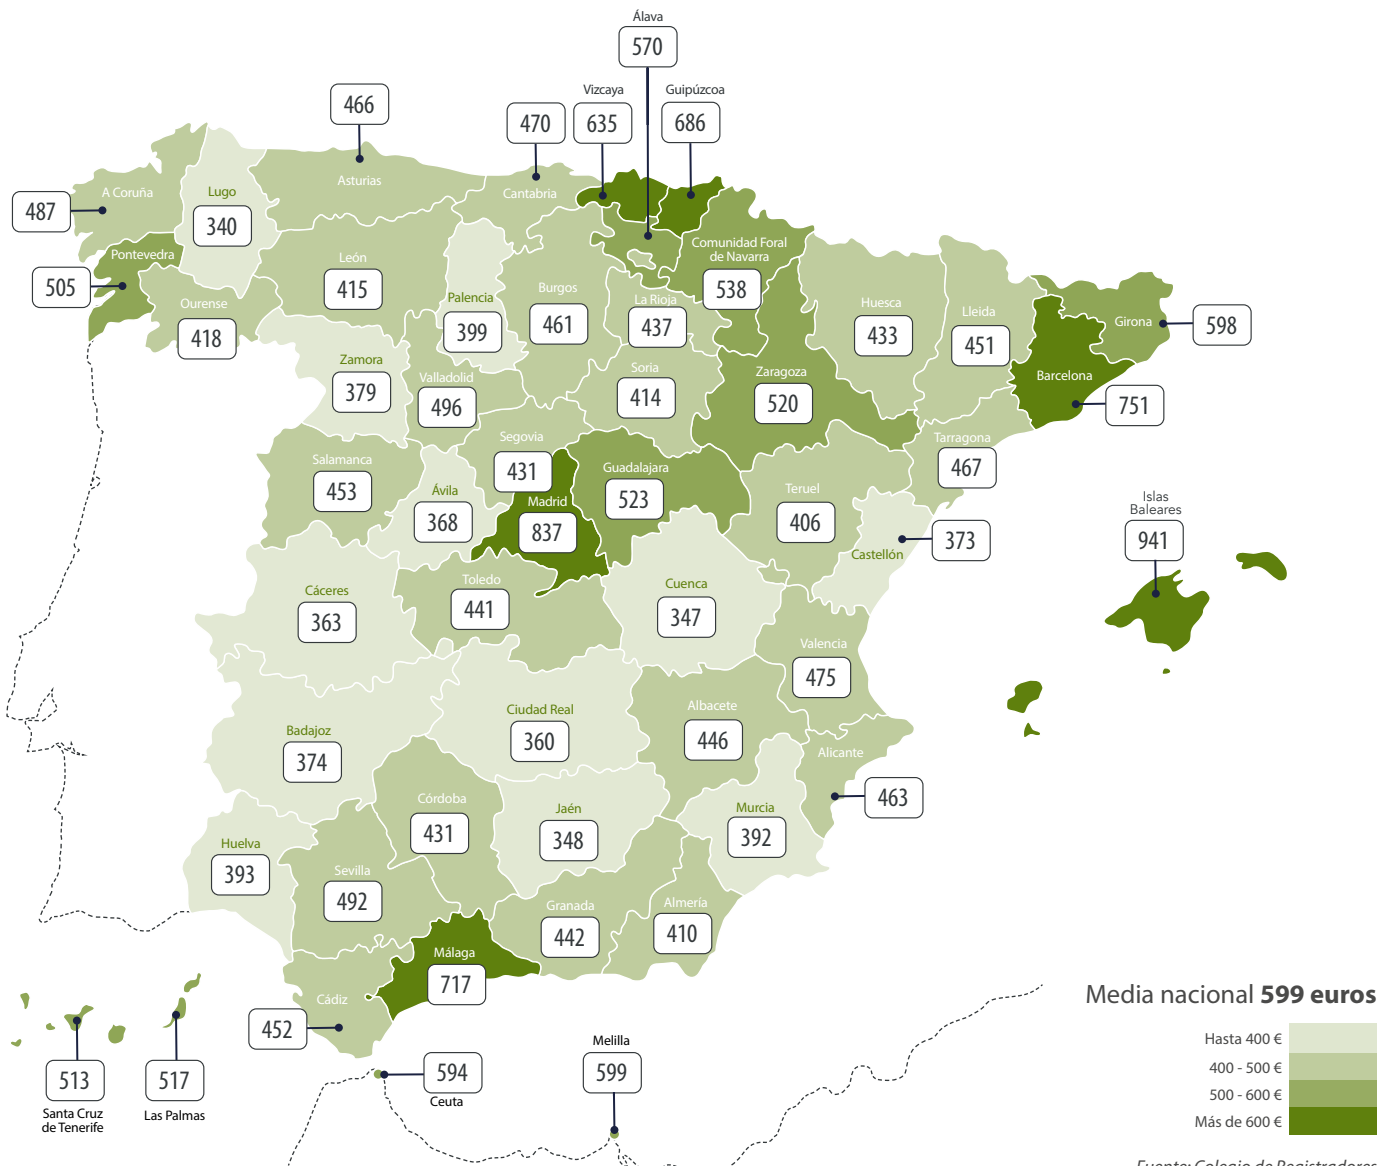 Álava
570
Vizcaya
635
Guipúzcoa
686
466
Asturias
470
Cantabria
A Coruña
487
Lugo
340
Pontevedra
505
Ourense
418
León
415
Palencia
399
Burgos
461
La Rioja
437
Comunidad Foral
de Navarra
538
Huesca
433
Lleida
451
Girona
598
Barcelona
751
Zamora
379
Valladolid
496
Soria
414
Zaragoza
520
Tarragona
467
Salamanca
453
Ávila
368
Segovia
431
Madrid
837
Guadalajara
523
Teruel
406
Castellón
373
Islas
Baleares
941
Cáceres
363
Toledo
441
Cuenca
347
Valencia
475
Badajoz
374
Ciudad Real
360
Albacete
446
Alicante
463
Huelva
393
Sevilla
492
Córdoba
431
Jaén
348
Murcia
392
Granada
442
Almería
410
Málaga
717
Cádiz
452
513
Santa Cruz
de Tenerife
517
Las Palmas
594
Ceuta
Melilla
599
Media nacional 599 euros
Hasta 400 €
400 - 500 €
500 - 600 €
Más de 600 €
Fuente: Colegio de Registradores